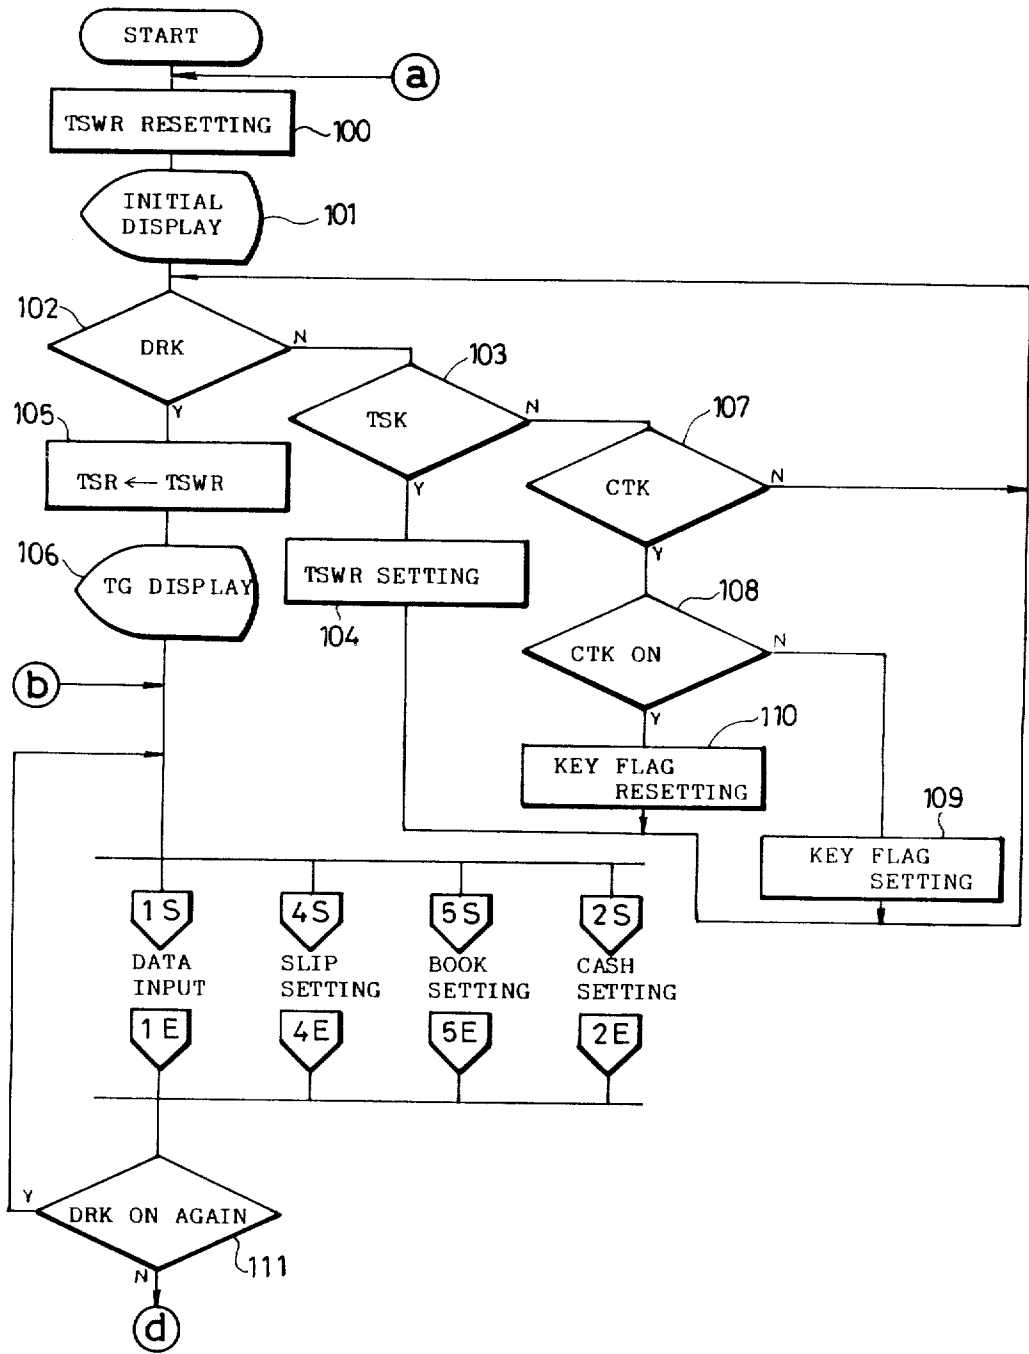 START
a
TSWR RESETTING
100
INITIAL
DISPLAY
101
102
DRK
N
Y
103
TSK
N
Y
107
CTK
N
Y
105
TSR ← TSWR
106
TG DISPLAY
TSWR SETTING
104
108
CTK ON
N
Y
b
110
KEY FLAG
RESETTING
109
KEY FLAG
SETTING
1S
4S
5S
2S
DATA
INPUT
SLIP
SETTING
BOOK
SETTING
CASH
SETTING
1E
4E
5E
2E
Y
DRK ON AGAIN
111
N
d